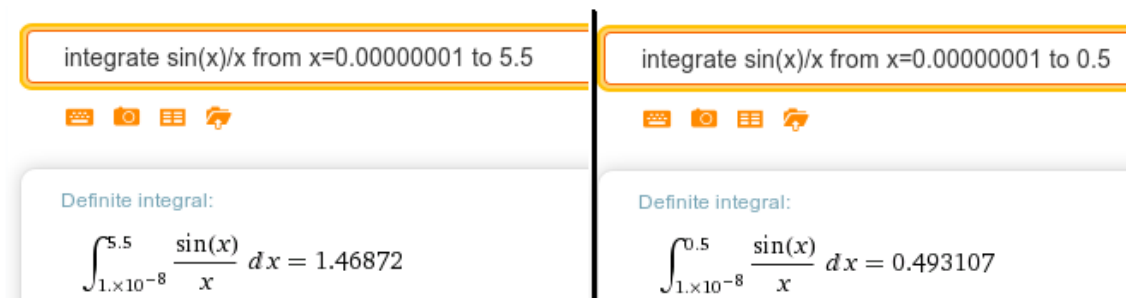 integrate sin(x)/x from x=0.00000001 to 5.5
Definite integral:
∫_{1.×10^{-8}}^{5.5} \frac{sin(x)}{x} dx = 1.46872
integrate sin(x)/x from x=0.00000001 to 0.5
Definite integral:
∫_{1.×10^{-8}}^{0.5} \frac{sin(x)}{x} dx = 0.493107